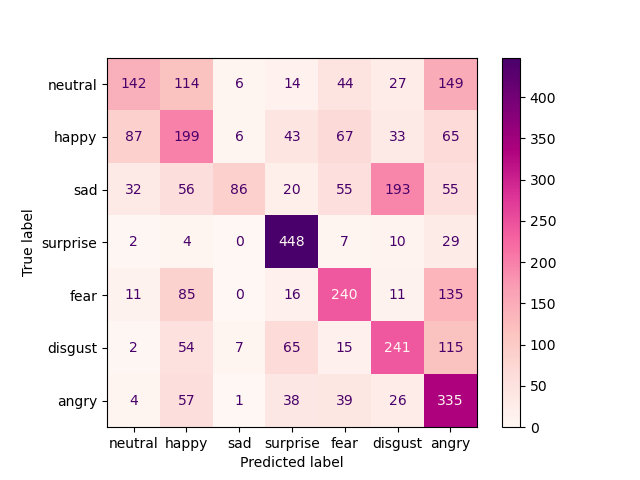 neutral 142 114 6 14 44 27 149
happy 87 199 6 43 67 33 65
sad 32 56 86 20 55 193 55
surprise 2 4 0 448 7 10 29
fear 11 85 0 16 240 11 135
disgust 2 54 7 65 15 241 115
angry 4 57 1 38 39 26 335
neutral happy sad surprise fear disgust angry
Predicted label
True label
400
350
300
250
200
150
100
50
0